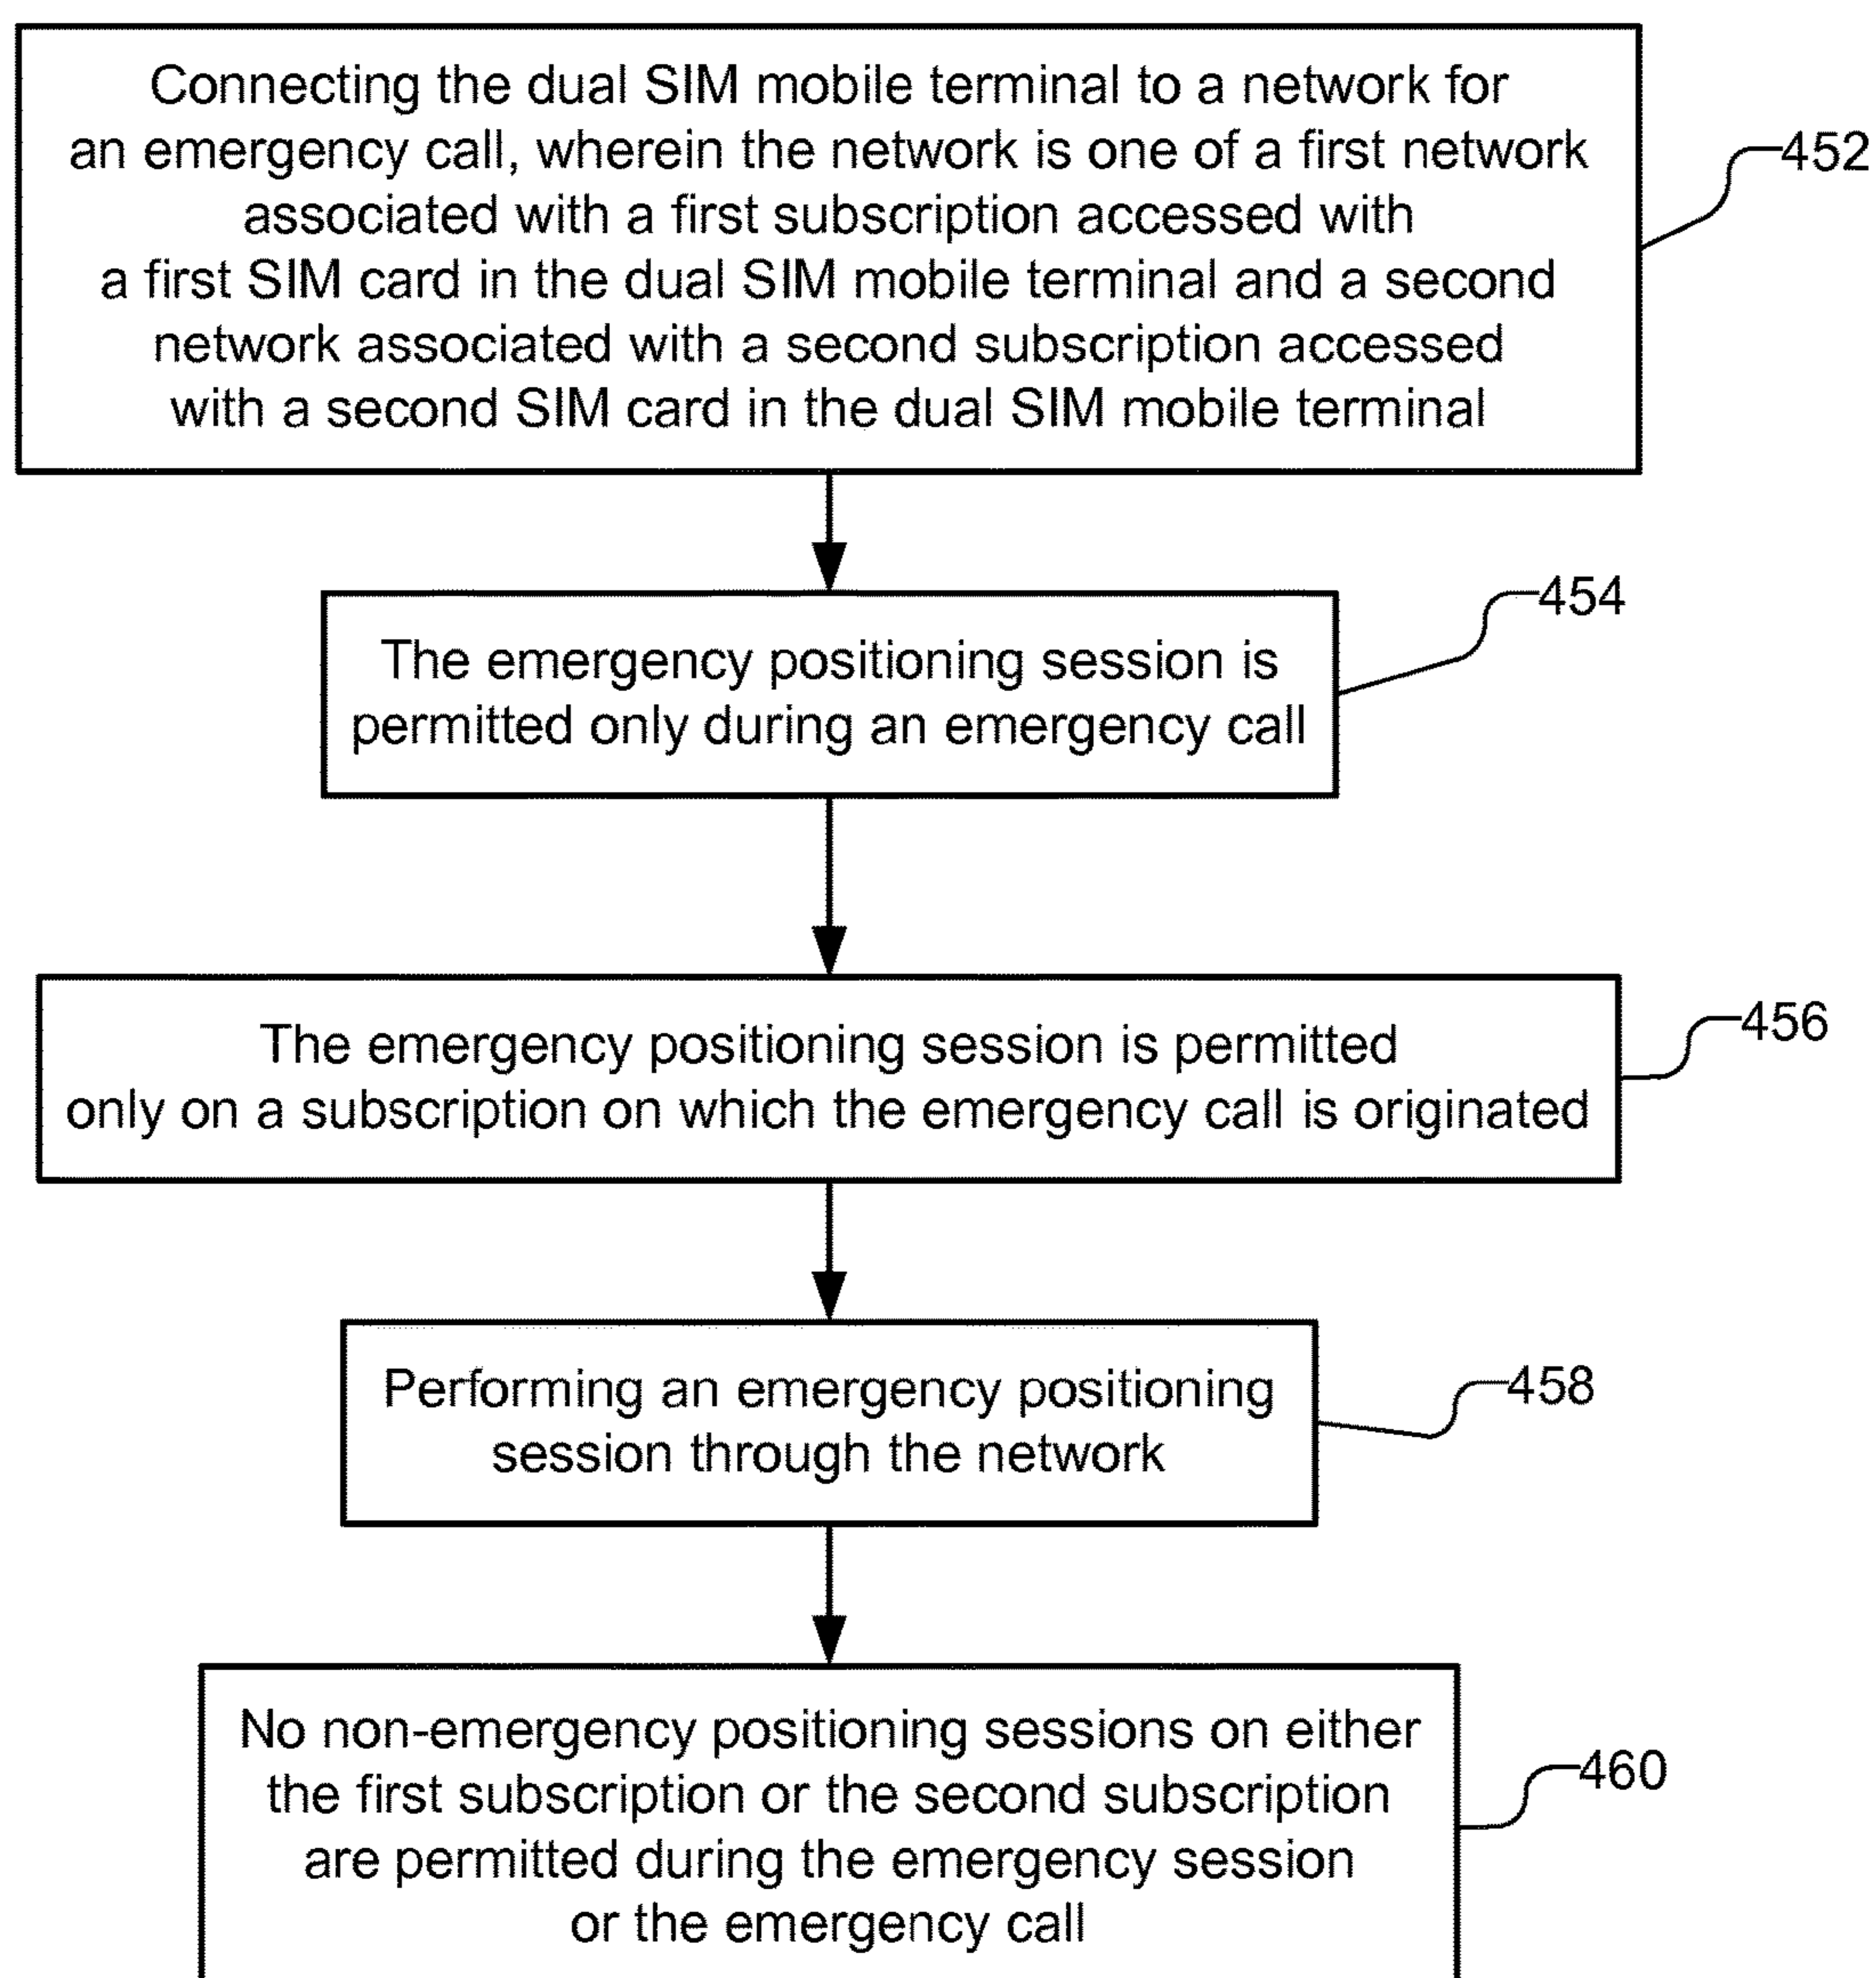 Connecting the dual SIM mobile terminal to a network for
an emergency call, wherein the network is one of a first network
associated with a first subscription accessed with
a first SIM card in the dual SIM mobile terminal and a second
network associated with a second subscription accessed
with a second SIM card in the dual SIM mobile terminal
452
The emergency positioning session is
permitted only during an emergency call
454
The emergency positioning session is permitted
only on a subscription on which the emergency call is originated
456
Performing an emergency positioning
session through the network
458
No non-emergency positioning sessions on either
the first subscription or the second subscription
are permitted during the emergency session
or the emergency call
460